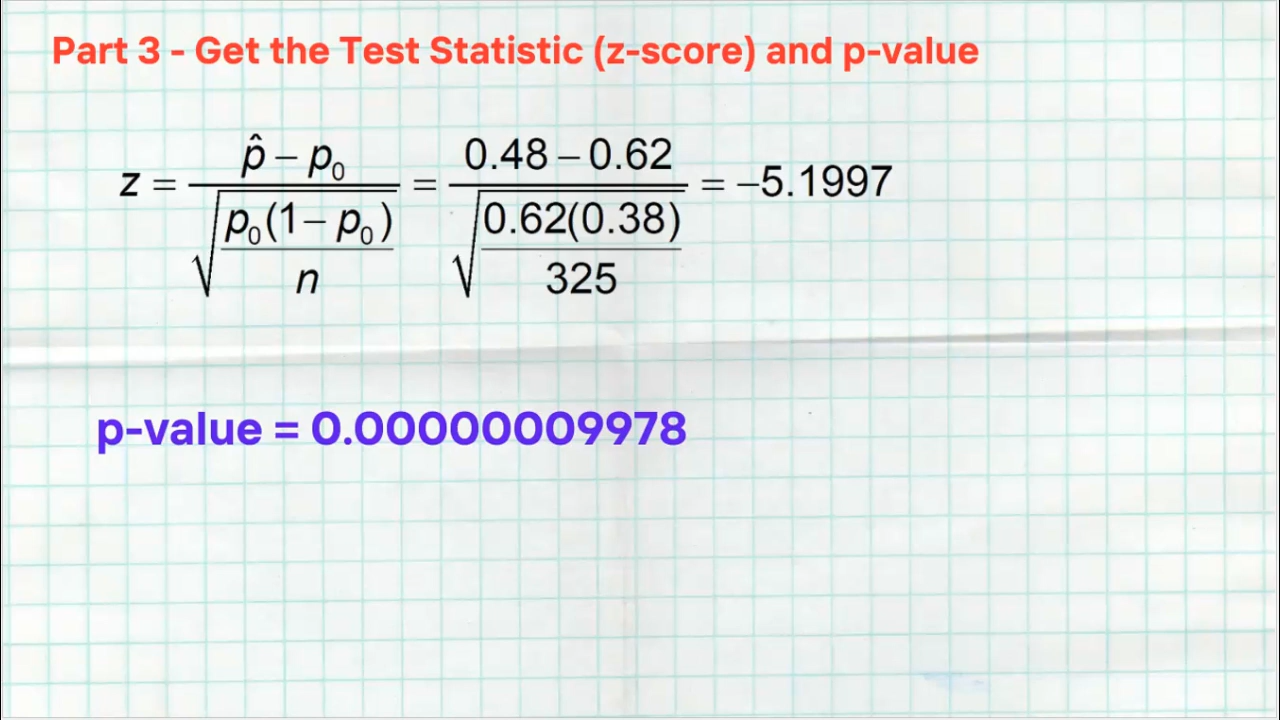 Part 3 - Get the Test Statistic (z-score) and p-value
z = (p̂ – p₀) / √(p₀(1 – p₀) / n) = (0.48 – 0.62) / √(0.62(0.38) / 325) = –5.1997
p-value = 0.00000009978